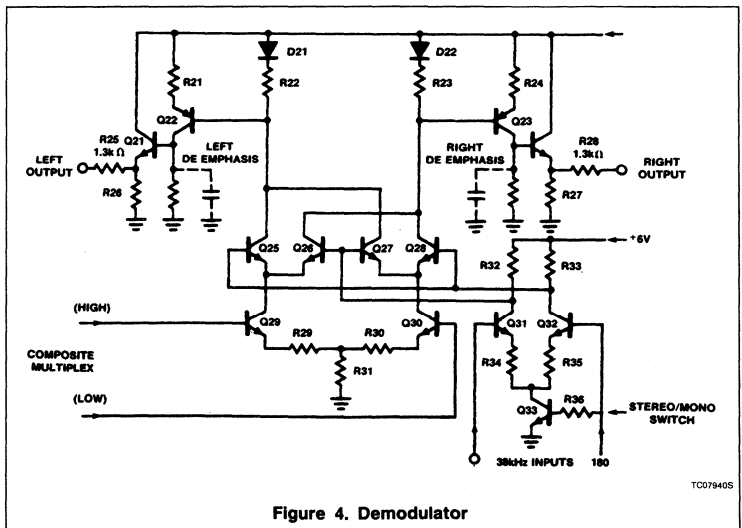 D21
D22
R21
R22
R23
R24
Q22
Q23
R25
1.3k Ω
Q21
LEFT
OUTPUT
LEFT
DE EMPHASIS
RIGHT
DE EMPHASIS
R28
1.3kΩ
RIGHT
OUTPUT
R26
R27
+6V
Q25
Q26
Q27
Q28
R32
R33
(HIGH)
Q29
Q30
Q31
Q32
R29
R30
R34
R35
COMPOSITE
MULTIPLEX
R31
(LOW)
Q33
R36
STEREO/MONO
SWITCH
38kHz INPUTS
180
TC07940S
Figure 4. Demodulator